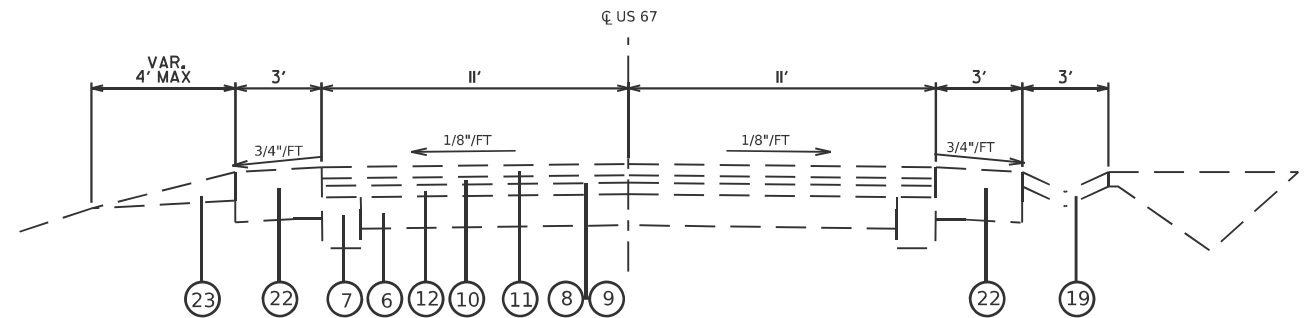 ℄ US 67
VAR.
4' MAX 3' 11' 11' 3' 3'
3/4"/FT 1/8"/FT 1/8"/FT 3/4"/FT
23 22 7 6 12 10 11 8 9 22 19